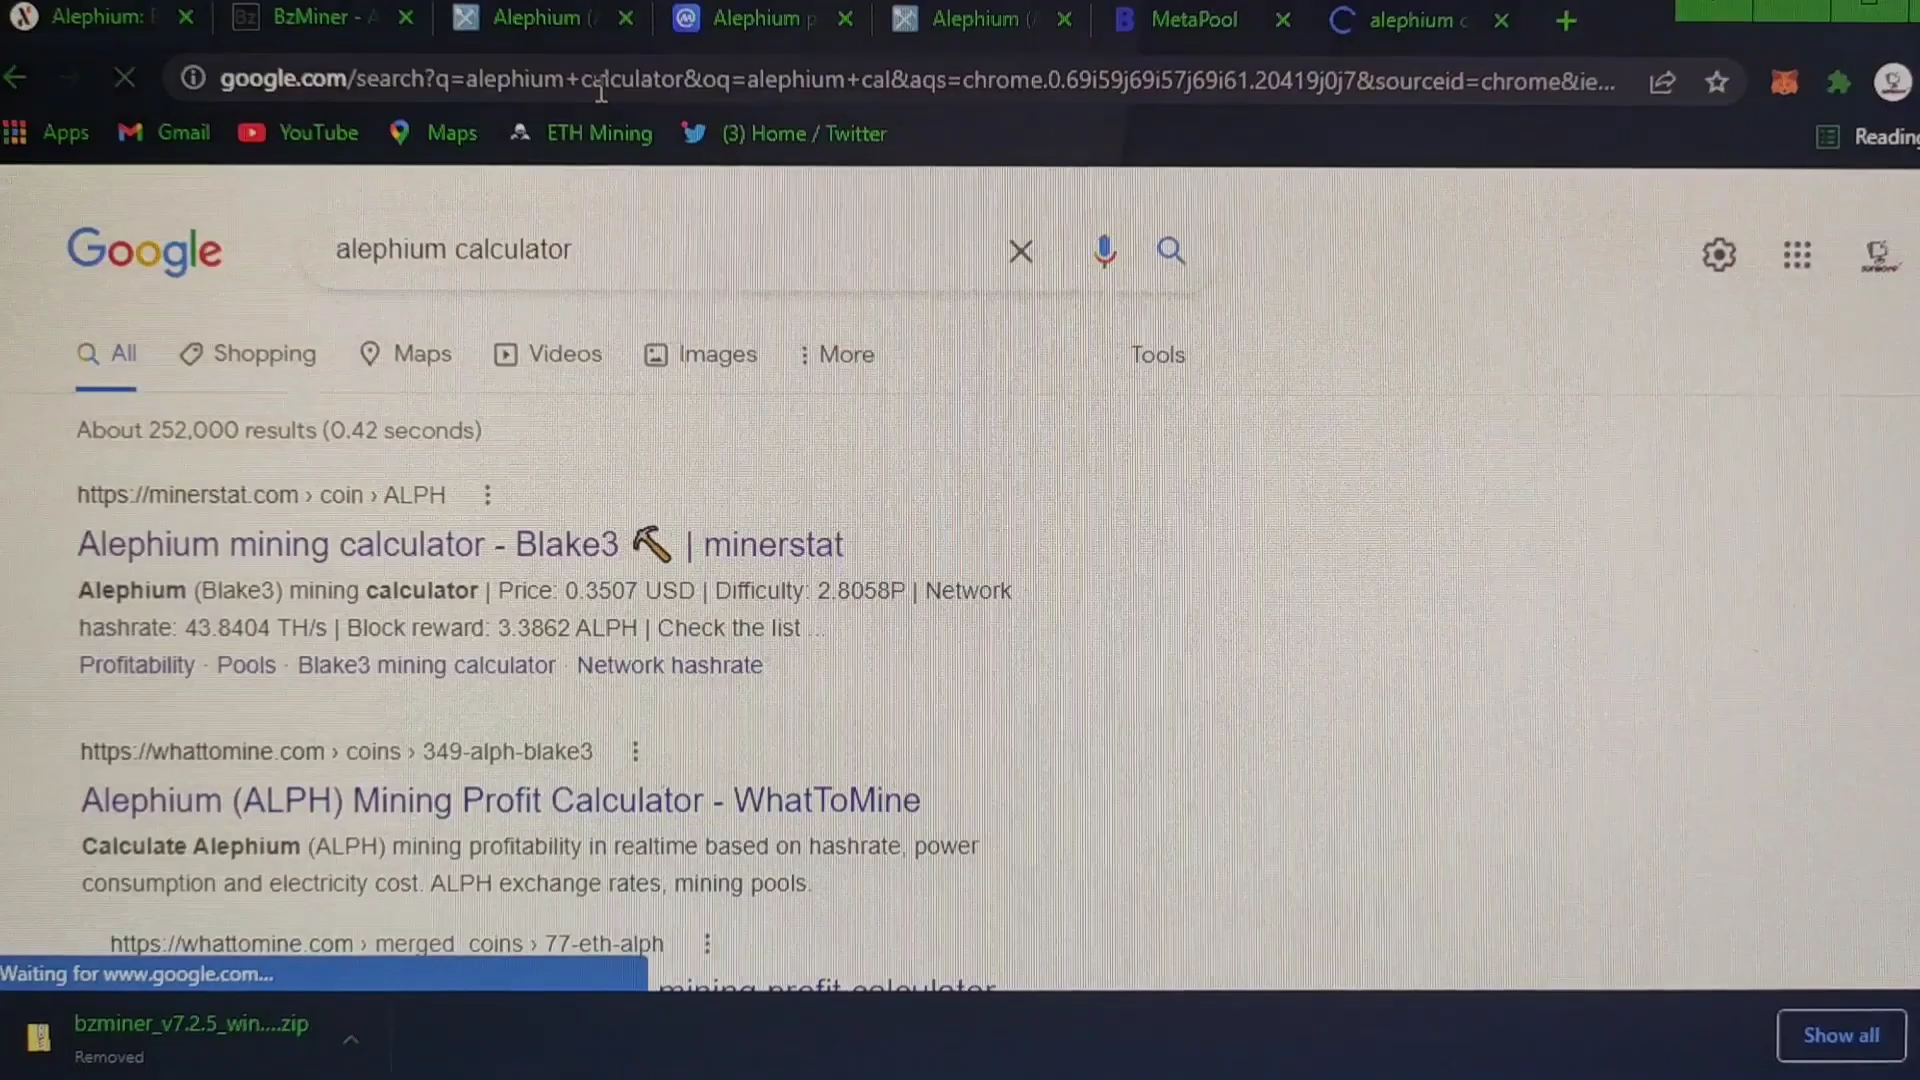 Alephium: E
BzMiner - A
Alephium (
Alephium p
Alephium (
MetaPool
alephium c
google.com/search?q=alephium+calculator&oq=alephium+cal&aqs=chrome.0.69i59j69i57j69i61.20419j0j7&sourceid=chrome&ie...
Apps
Gmail
YouTube
Maps
ETH Mining
(3) Home / Twitter
Reading
Google
alephium calculator
All
Shopping
Maps
Videos
Images
More
Tools
About 252,000 results (0.42 seconds)
https://minerstat.com › coin › ALPH
Alephium mining calculator - Blake3 ⛏ | minerstat
Alephium (Blake3) mining calculator | Price: 0.3507 USD | Difficulty: 2.8058P | Network
hashrate: 43.8404 TH/s | Block reward: 3.3862 ALPH | Check the list ...
Profitability · Pools · Blake3 mining calculator · Network hashrate
https://whattomine.com › coins › 349-alph-blake3
Alephium (ALPH) Mining Profit Calculator - WhatToMine
Calculate Alephium (ALPH) mining profitability in realtime based on hashrate, power
consumption and electricity cost. ALPH exchange rates, mining pools.
https://whattomine.com › merged_coins › 77-eth-alph
mining profit calculator
Waiting for www.google.com...
bzminer_v7.2.5_win....zip
Removed
Show all